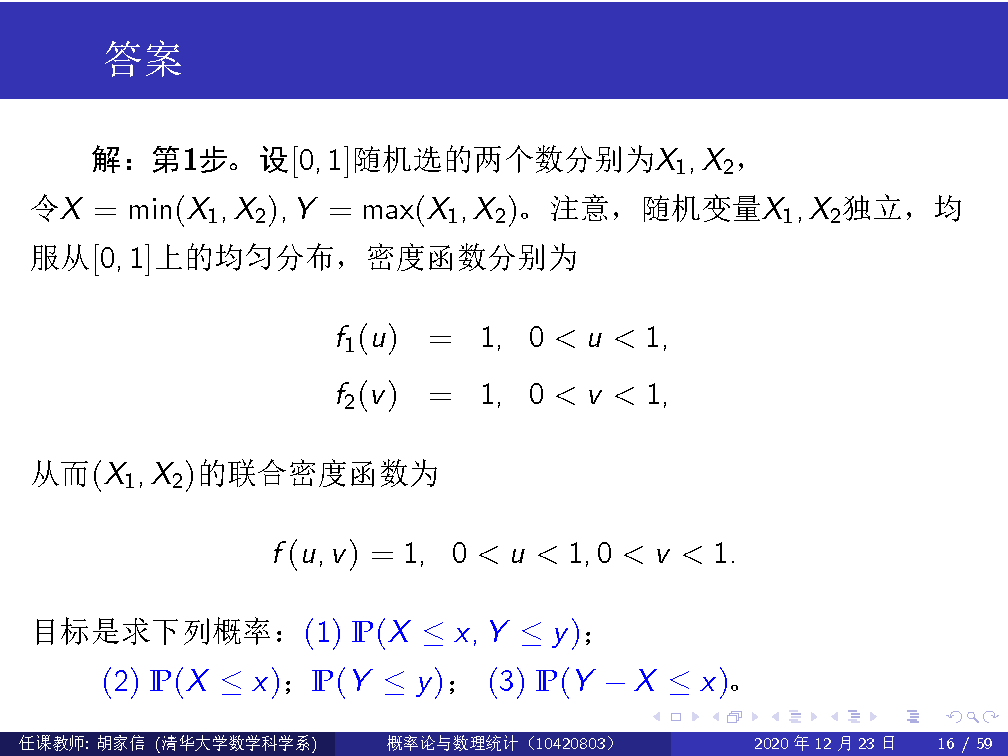 答案
解：第1步。设[0, 1]随机选的两个数分别为X₁, X₂，
令X = min(X₁, X₂), Y = max(X₁, X₂)。注意，随机变量X₁, X₂独立，均
服从[0, 1]上的均匀分布，密度函数分别为
f₁(u) = 1, 0 < u < 1,
f₂(v) = 1, 0 < v < 1,
从而(X₁, X₂)的联合密度函数为
f(u, v) = 1, 0 < u < 1, 0 < v < 1.
目标是求下列概率：(1) ℙ(X ≤ x, Y ≤ y)；
(2) ℙ(X ≤ x)；ℙ(Y ≤ y)； (3) ℙ(Y − X ≤ x)。
任课教师: 胡家信 (清华大学数学科学系) 概率论与数理统计（10420803） 2020 年 12 月 23 日 16 / 59